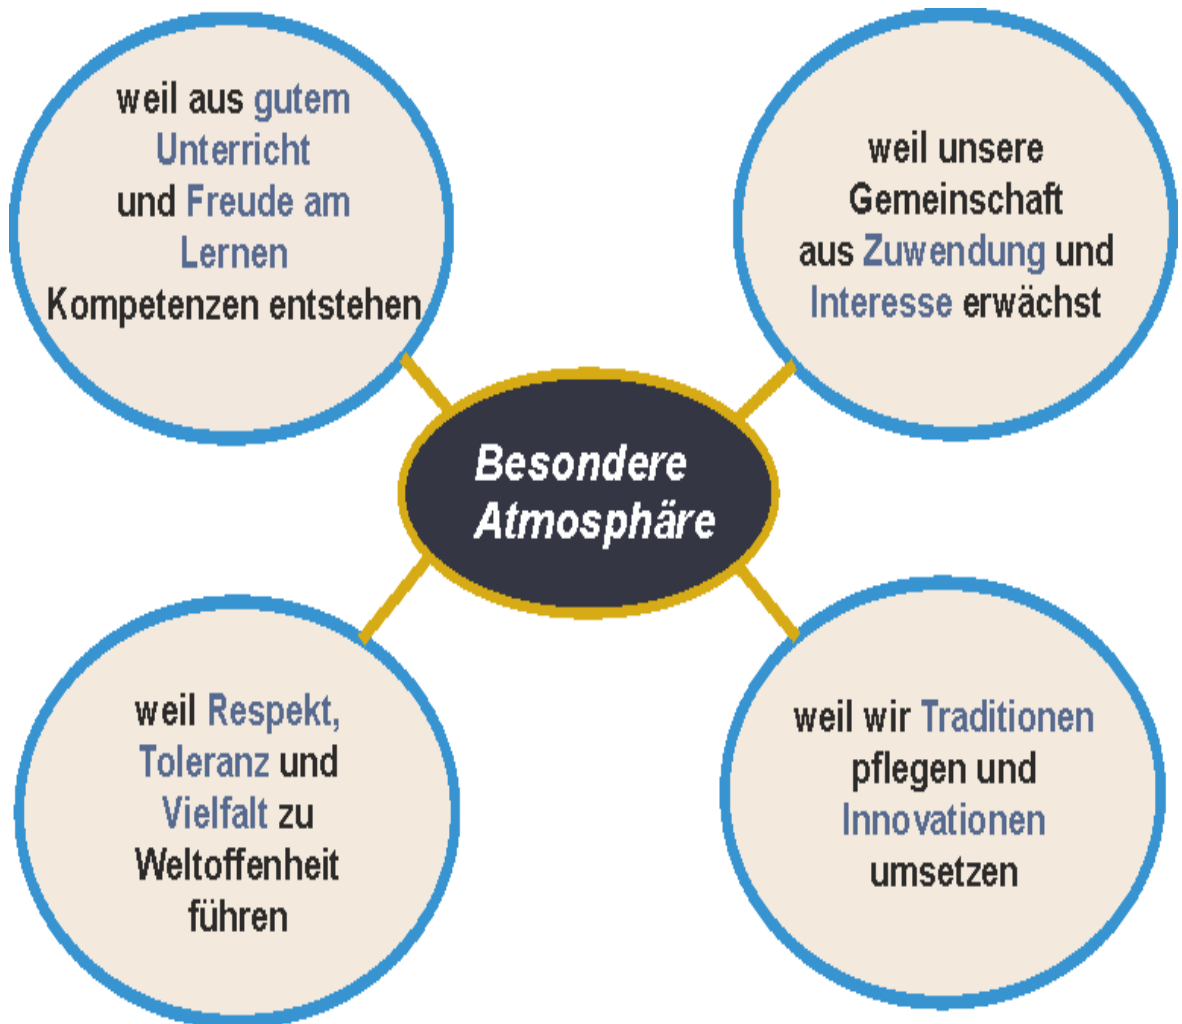 weil aus gutem
Unterricht
und Freude am
Lernen
Kompetenzen entstehen
weil unsere
Gemeinschaft
aus Zuwendung und
Interesse erwächst
Besondere
Atmosphäre
weil Respekt,
Toleranz und
Vielfalt zu
Weltoffenheit
führen
weil wir Traditionen
pflegen und
Innovationen
umsetzen